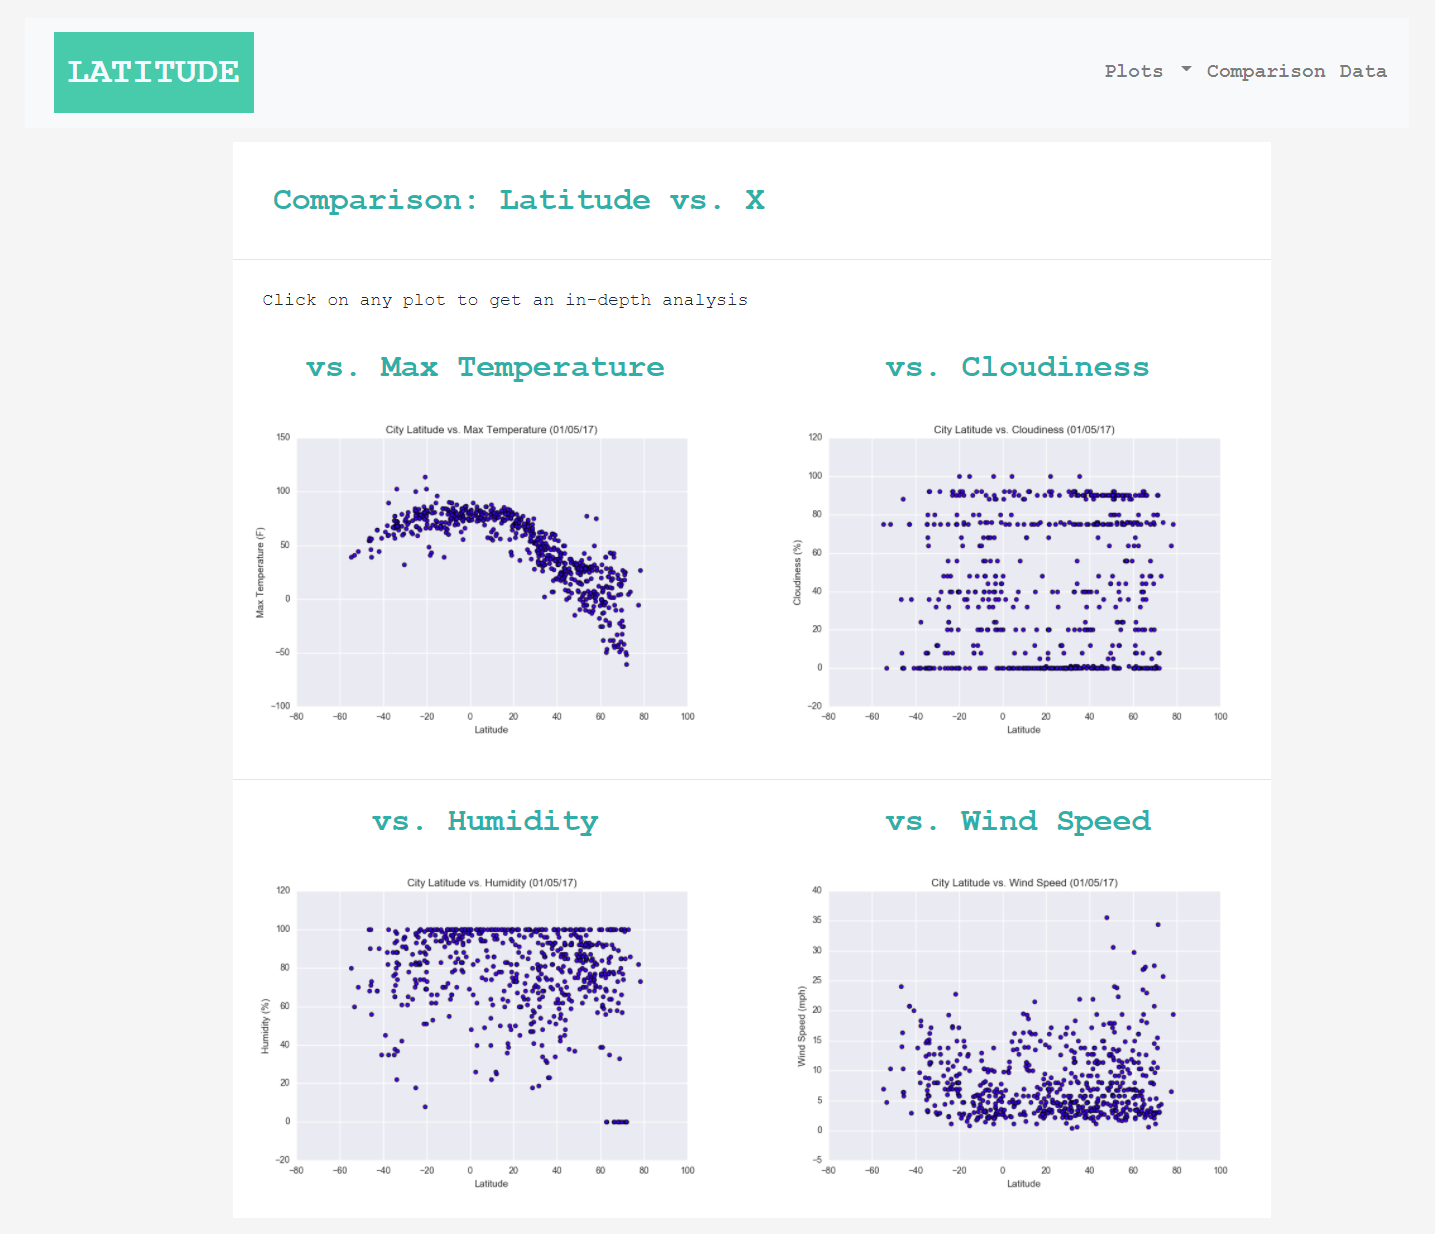 LATITUDE
Plots Comparison Data
Comparison: Latitude vs. X
Click on any plot to get an in-depth analysis
vs. Max Temperature
City Latitude vs. Max Temperature (01/05/17)
150
100
50
0
−50
−100
Max Temperature (F)
−80 −60 −40 −20 0 20 40 60 80 100
Latitude
vs. Cloudiness
City Latitude vs. Cloudiness (01/05/17)
120
100
80
60
40
20
0
−20
Cloudiness (%)
−80 −60 −40 −20 0 20 40 60 80 100
Latitude
vs. Humidity
City Latitude vs. Humidity (01/05/17)
120
100
80
60
40
20
0
−20
Humidity (%)
−80 −60 −40 −20 0 20 40 60 80 100
Latitude
vs. Wind Speed
City Latitude vs. Wind Speed (01/05/17)
40
35
30
25
20
15
10
5
0
−5
Wind Speed (mph)
−80 −60 −40 −20 0 20 40 60 80 100
Latitude